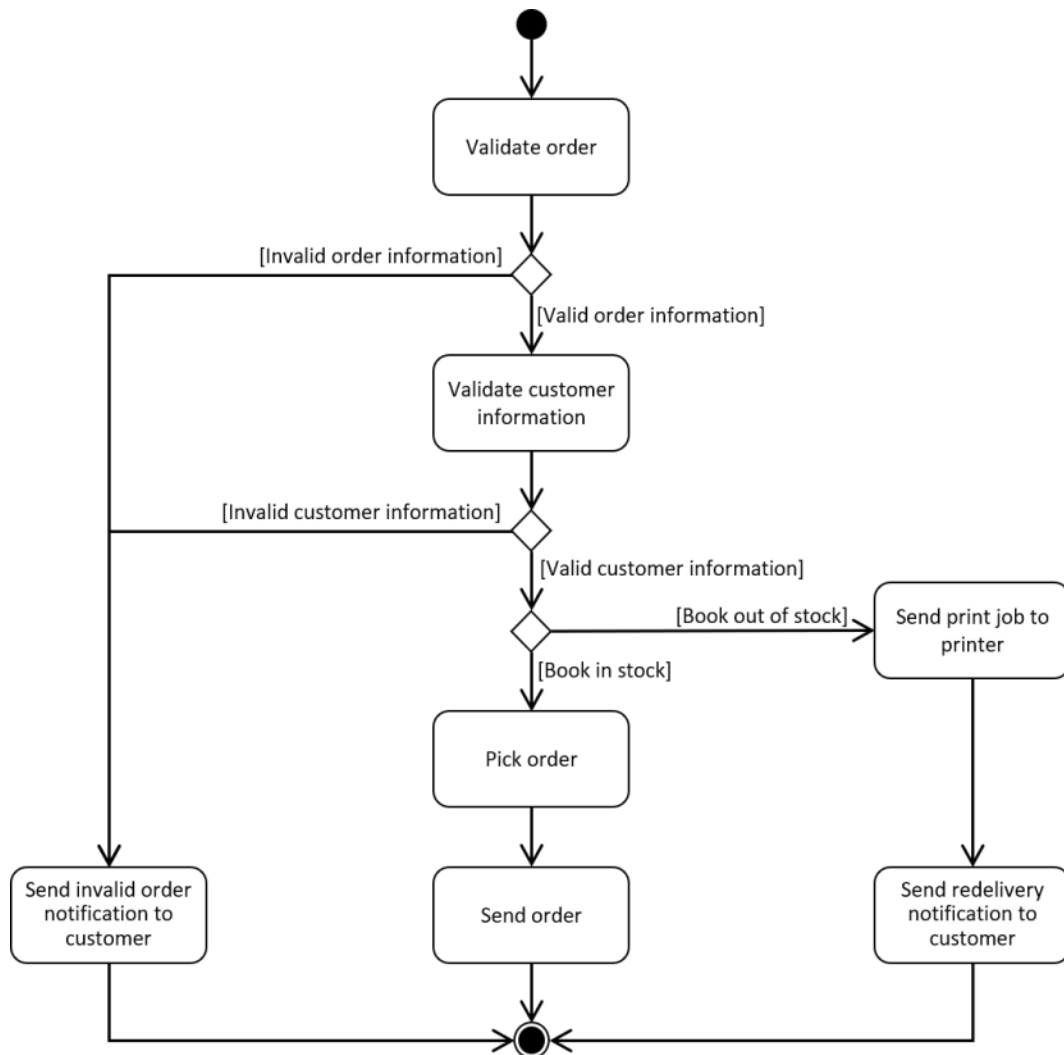 Validate order
[Invalid order information]
[Valid order information]
Validate customer
information
[Invalid customer information]
[Valid customer information]
[Book out of stock]
Send print job to
printer
[Book in stock]
Pick order
Send invalid order
notification to
customer
Send order
Send redelivery
notification to
customer